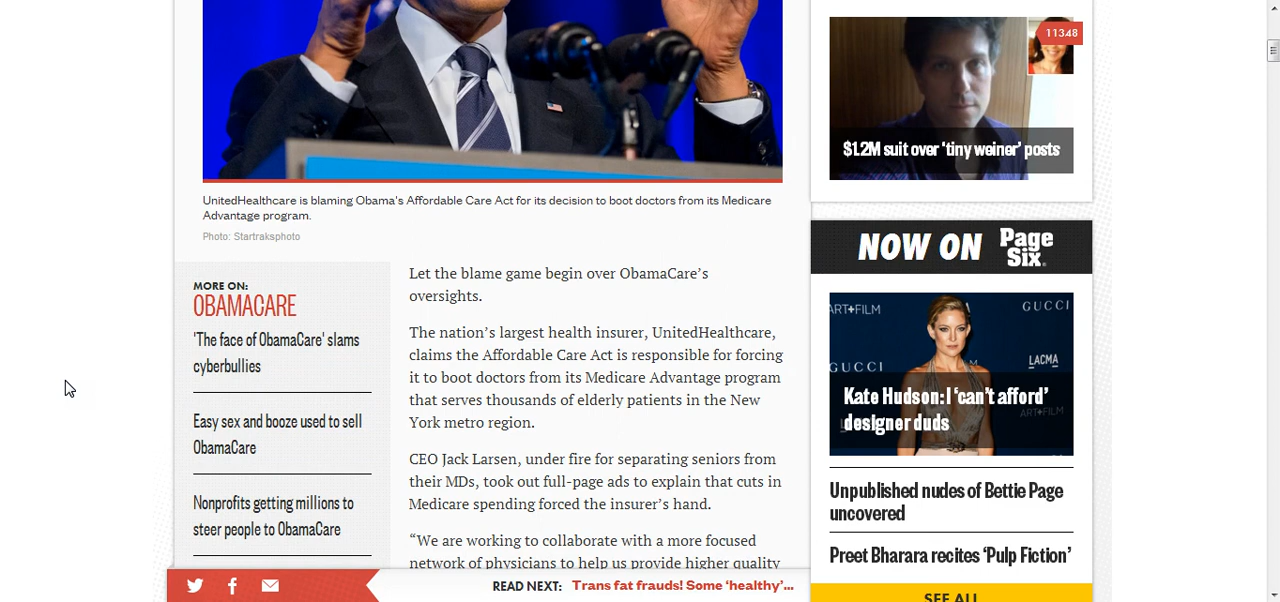 UnitedHealthcare is blaming Obama's Affordable Care Act for its decision to boot doctors from its Medicare
Advantage program.
Photo: Startraksphoto
MORE ON:
OBAMACARE
'The face of ObamaCare' slams
cyberbullies
Easy sex and booze used to sell
ObamaCare
Nonprofits getting millions to
steer people to ObamaCare
Let the blame game begin over ObamaCare’s
oversights.
The nation’s largest health insurer, UnitedHealthcare,
claims the Affordable Care Act is responsible for forcing
it to boot doctors from its Medicare Advantage program
that serves thousands of elderly patients in the New
York metro region.
CEO Jack Larsen, under fire for separating seniors from
their MDs, took out full-page ads to explain that cuts in
Medicare spending forced the insurer’s hand.
“We are working to collaborate with a more focused
network of physicians to help us provide higher quality
READ NEXT: Trans fat frauds! Some ‘healthy’...
11348
$1.2M suit over ‘tiny weiner’ posts
NOW ON Page
Six
ART+FILM
GUCCI
GUCCI
LACMA
ART+FILM
Kate Hudson: I ‘can’t afford’
designer duds
Unpublished nudes of Bettie Page
uncovered
Preet Bharara recites ‘Pulp Fiction’
SEE ALL